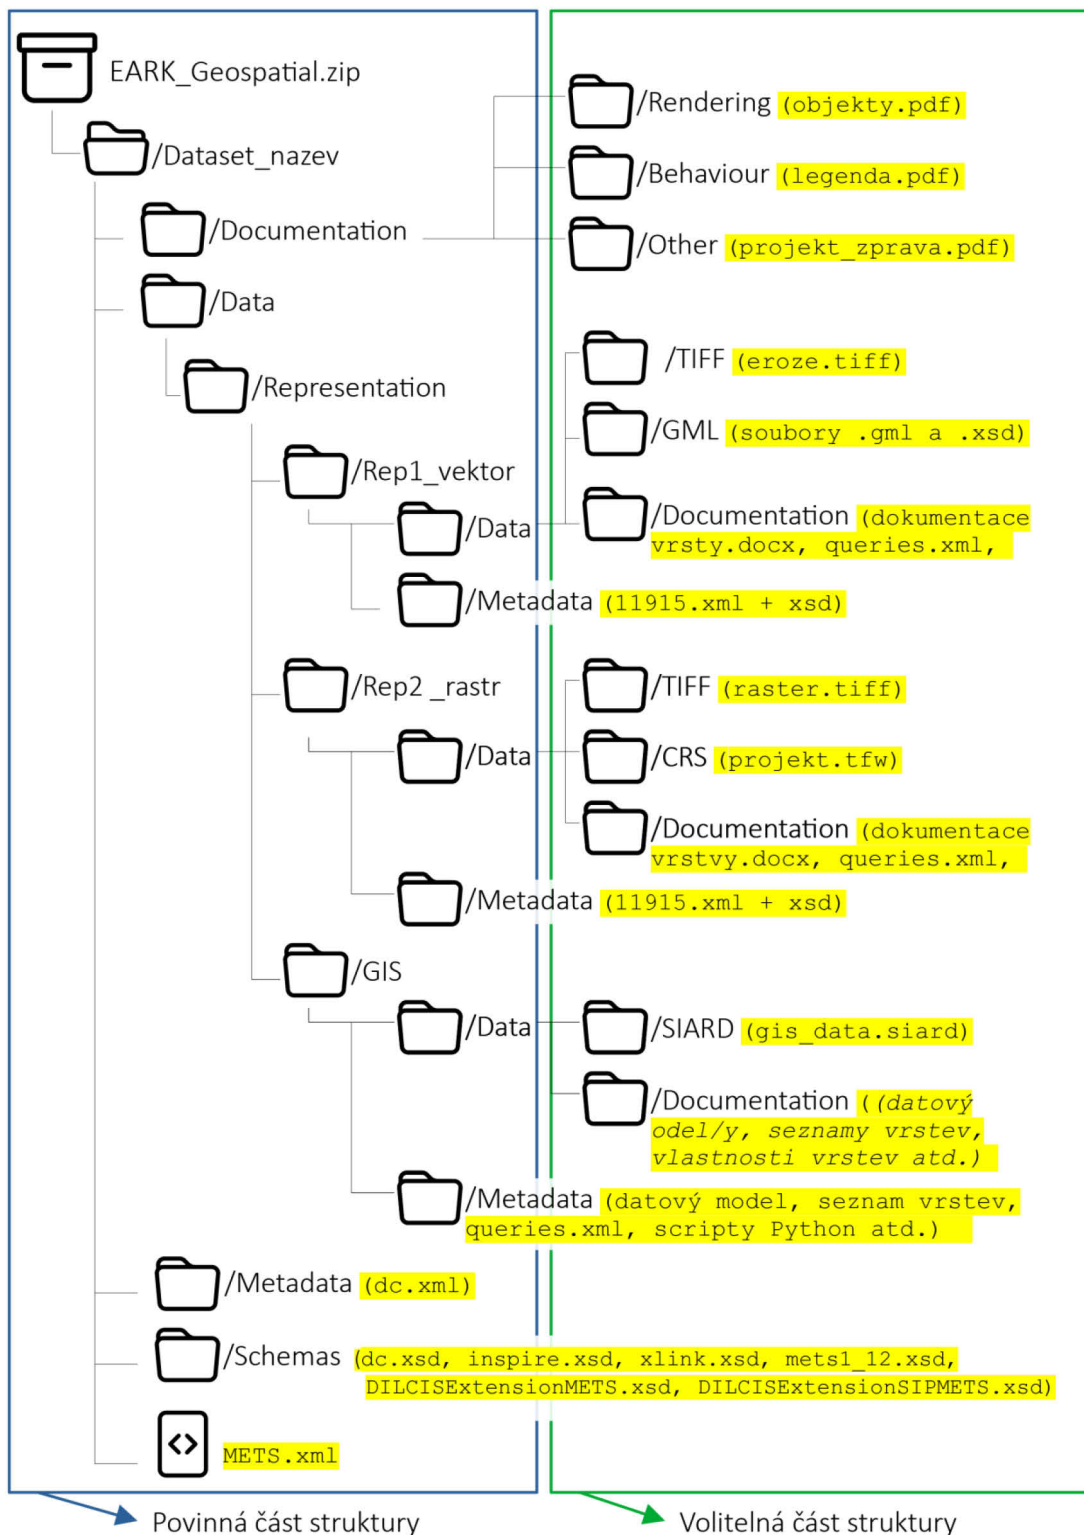 EARK_Geospatial.zip
/Dataset_nazev
/Documentation
/Rendering (objekty.pdf)
/Behaviour (legenda.pdf)
/Other (projekt_zprava.pdf)
/Data
/Representation
/Rep1_vektor
/Data
/TIFF (eroze.tiff)
/GML (soubory .gml a .xsd)
/Documentation (dokumentace
vrsty.docx, queries.xml,
/Metadata (11915.xml + xsd)
/Rep2 _rastr
/Data
/TIFF (raster.tiff)
/CRS (projekt.tfw)
/Documentation (dokumentace
vrstvy.docx, queries.xml,
/Metadata (11915.xml + xsd)
/GIS
/Data
/SIARD (gis_data.siard)
/Documentation ((datový
odel/y, seznamy vrstev,
vlastnosti vrstev atd.)
/Metadata (datový model, seznam vrstev,
queries.xml, scripty Python atd.)
/Metadata (dc.xml)
/Schemas (dc.xsd, inspire.xsd, xlink.xsd, mets1_12.xsd,
DILCISExtensionMETS.xsd, DILCISExtensionSIPMETS.xsd)
METS.xml
Povinná část struktury
Volitelná část struktury